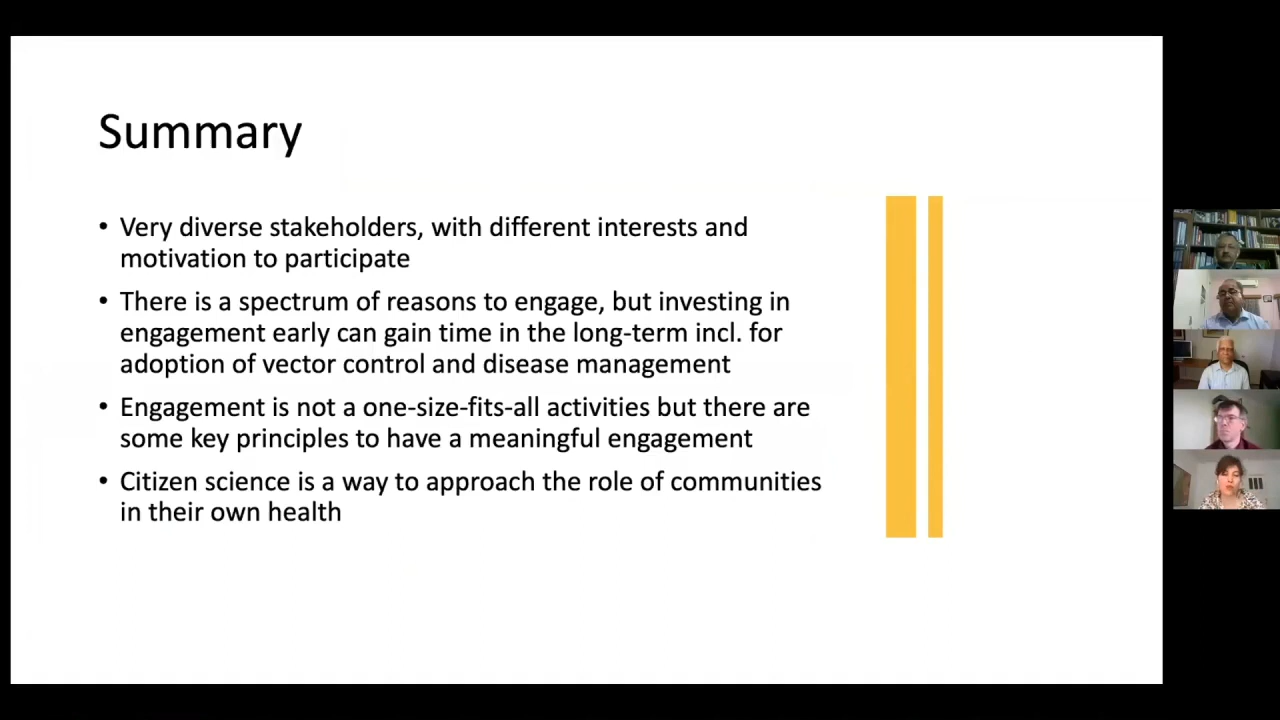 Summary
• Very diverse stakeholders, with different interests and
motivation to participate
• There is a spectrum of reasons to engage, but investing in
engagement early can gain time in the long-term incl. for
adoption of vector control and disease management
• Engagement is not a one-size-fits-all activities but there are
some key principles to have a meaningful engagement
• Citizen science is a way to approach the role of communities
in their own health